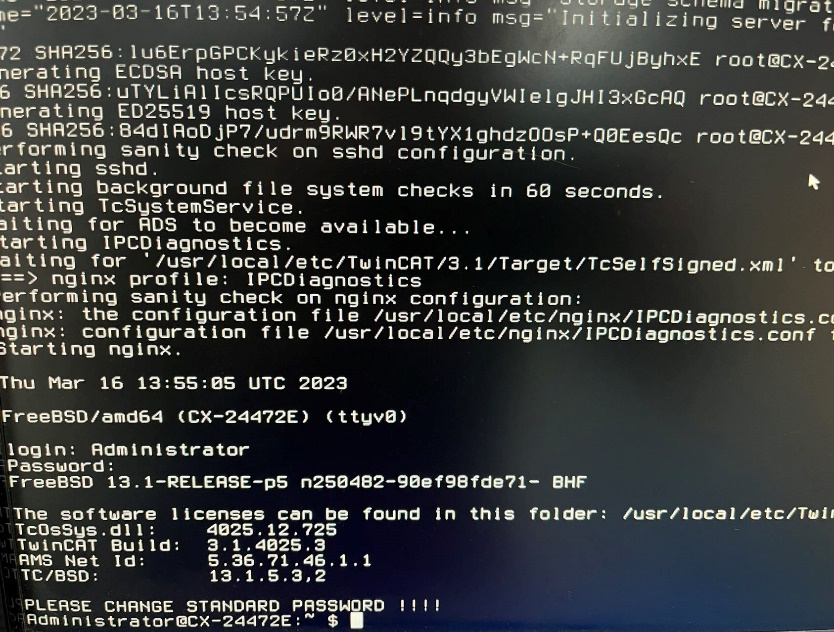 me="2023-03-16T13:54:57Z" level=info msg="Initializing server f
72 SHA256:lu6ErpGPCKykieRz0xH2YZQQy3bEgWcN+RqFUjByhxE root@CX-24
nerating ECDSA host key.
6 SHA256:uTYLiAlIcsRQPUIo0/ANePLnqdgyVWIelgJHI3xGcAQ root@CX-244
nerating ED25519 host key.
6 SHA256:84dIAoDjP7/udrm9RWR7vl9tYX1ghdzOOsP+Q0EesQc root@CX-244
erforming sanity check on sshd configuration.
tarting sshd.
tarting background file system checks in 60 seconds.
tarting TcSystemService.
aiting for ADS to become available...
tarting IPCDiagnostics.
aiting for '/usr/local/etc/TwinCAT/3.1/Target/TcSelfSigned.xml' to
==> nginx profile: IPCDiagnostics
erforming sanity check on nginx configuration:
nginx: the configuration file /usr/local/etc/nginx/IPCDiagnostics.co
nginx: configuration file /usr/local/etc/nginx/IPCDiagnostics.conf
Starting nginx.
Thu Mar 16 13:55:05 UTC 2023
FreeBSD/amd64 (CX-24472E) (ttyv0)
login: Administrator
Password:
FreeBSD 13.1-RELEASE-p5 n250482-90ef98fde71- BHF
The software licenses can be found in this folder: /usr/local/etc/Twi
TcOsSys.dll: 4025.12.725
TwinCAT Build: 3.1.4025.3
AMS Net Id: 5.36.71.46.1.1
TC/BSD: 13.1.5.3,2
PLEASE CHANGE STANDARD PASSWORD !!!!
Administrator@CX-24472E:~ $